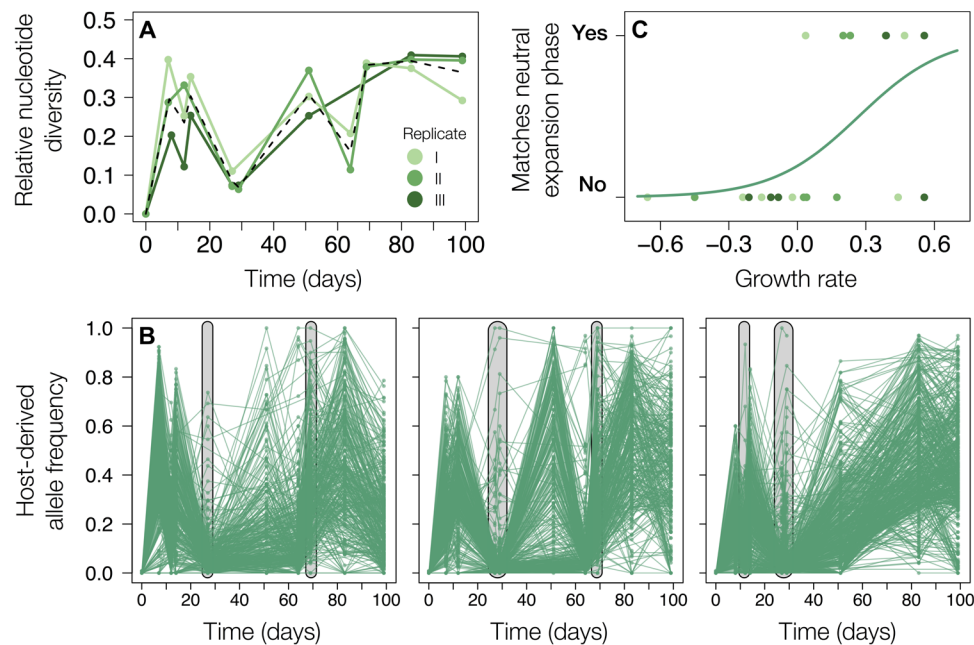 A
Relative nucleotide
diversity
0.5
0.4
0.3
0.2
0.1
0.0
Replicate
I
II
III
0 20 40 60 80 100
Time (days)
C
Matches neutral
expansion phase
Yes
No
−0.6 −0.3 0.0 0.3 0.6
Growth rate
B
Host-derived
allele frequency
1.0
0.8
0.6
0.4
0.2
0.0
0 20 40 60 80 100
0 20 40 60 80 100
0 20 40 60 80 100
Time (days)
Time (days)
Time (days)